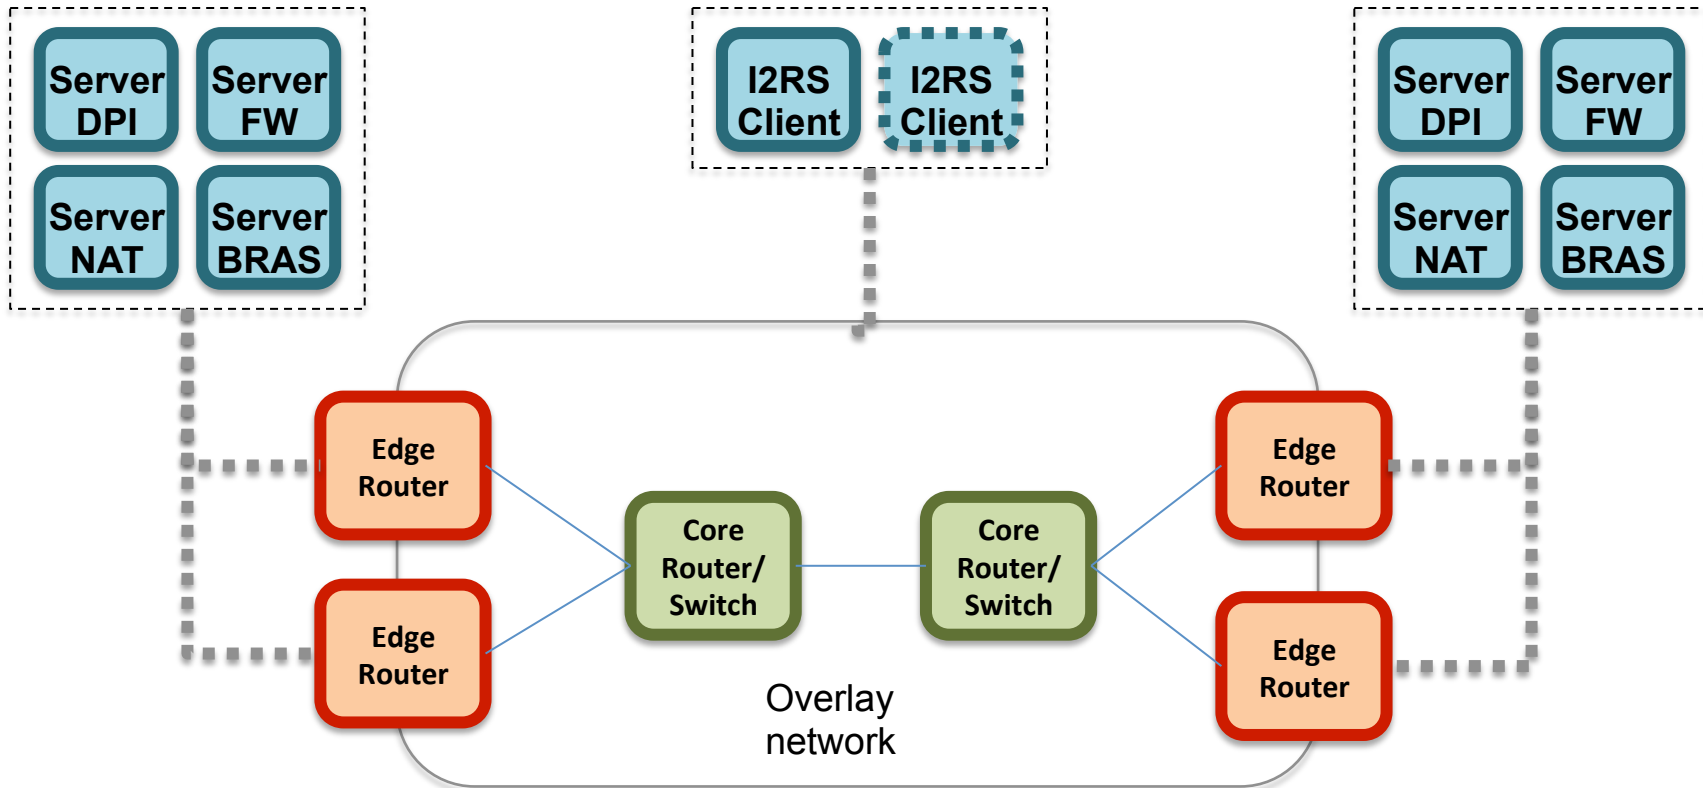 Server
DPI
Server
FW
Server
NAT
Server
BRAS
I2RS
Client
I2RS
Client
Server
DPI
Server
FW
Server
NAT
Server
BRAS
Edge
Router
Edge
Router
Core
Router/
Switch
Core
Router/
Switch
Edge
Router
Edge
Router
Overlay
network